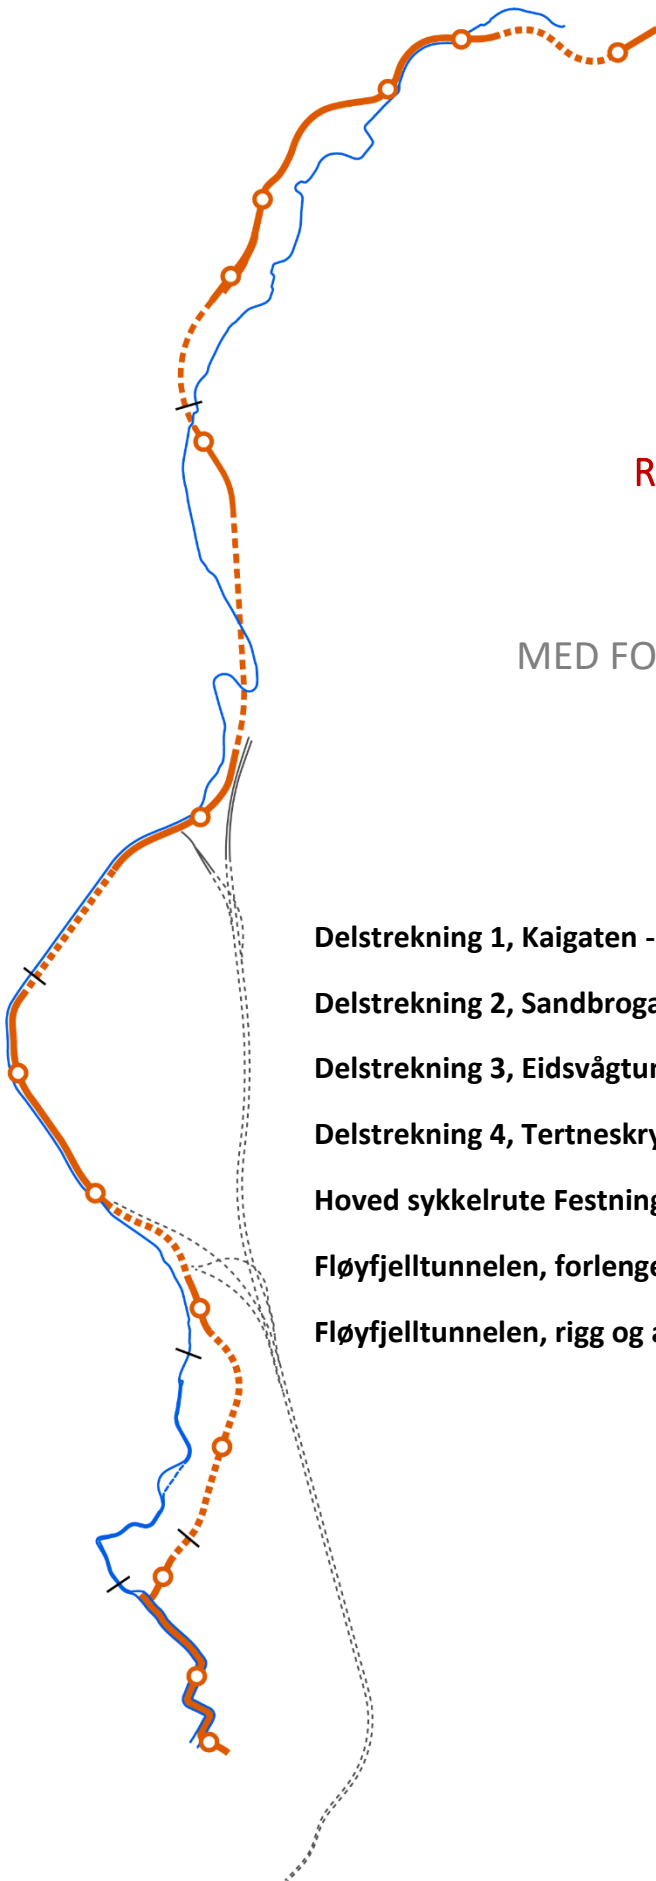 R
MED FO
Delstrekning 1, Kaigaten -
Delstrekning 2, Sandbroga
Delstrekning 3, Eidsvågtun
Delstrekning 4, Tertneskry
Hoved sykkelrute Festning
Fløyfjelltunnelen, forlenge
Fløyfjelltunnelen, rigg og a